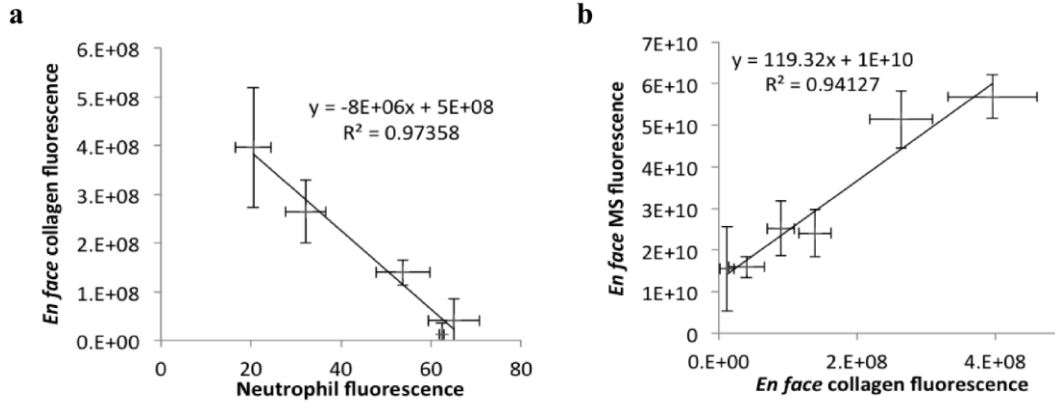 a
6.E+08
5.E+08
4.E+08
3.E+08
2.E+08
1.E+08
0.E+00
En face collagen fluorescence
y = -8E+06x + 5E+08
R² = 0.97358
0 20 40 60 80
Neutrophil fluorescence
b
7E+10
6E+10
5E+10
4E+10
3E+10
2E+10
1E+10
0
En face MS fluorescence
y = 119.32x + 1E+10
R² = 0.94127
0.E+00 2.E+08 4.E+08
En face collagen fluorescence